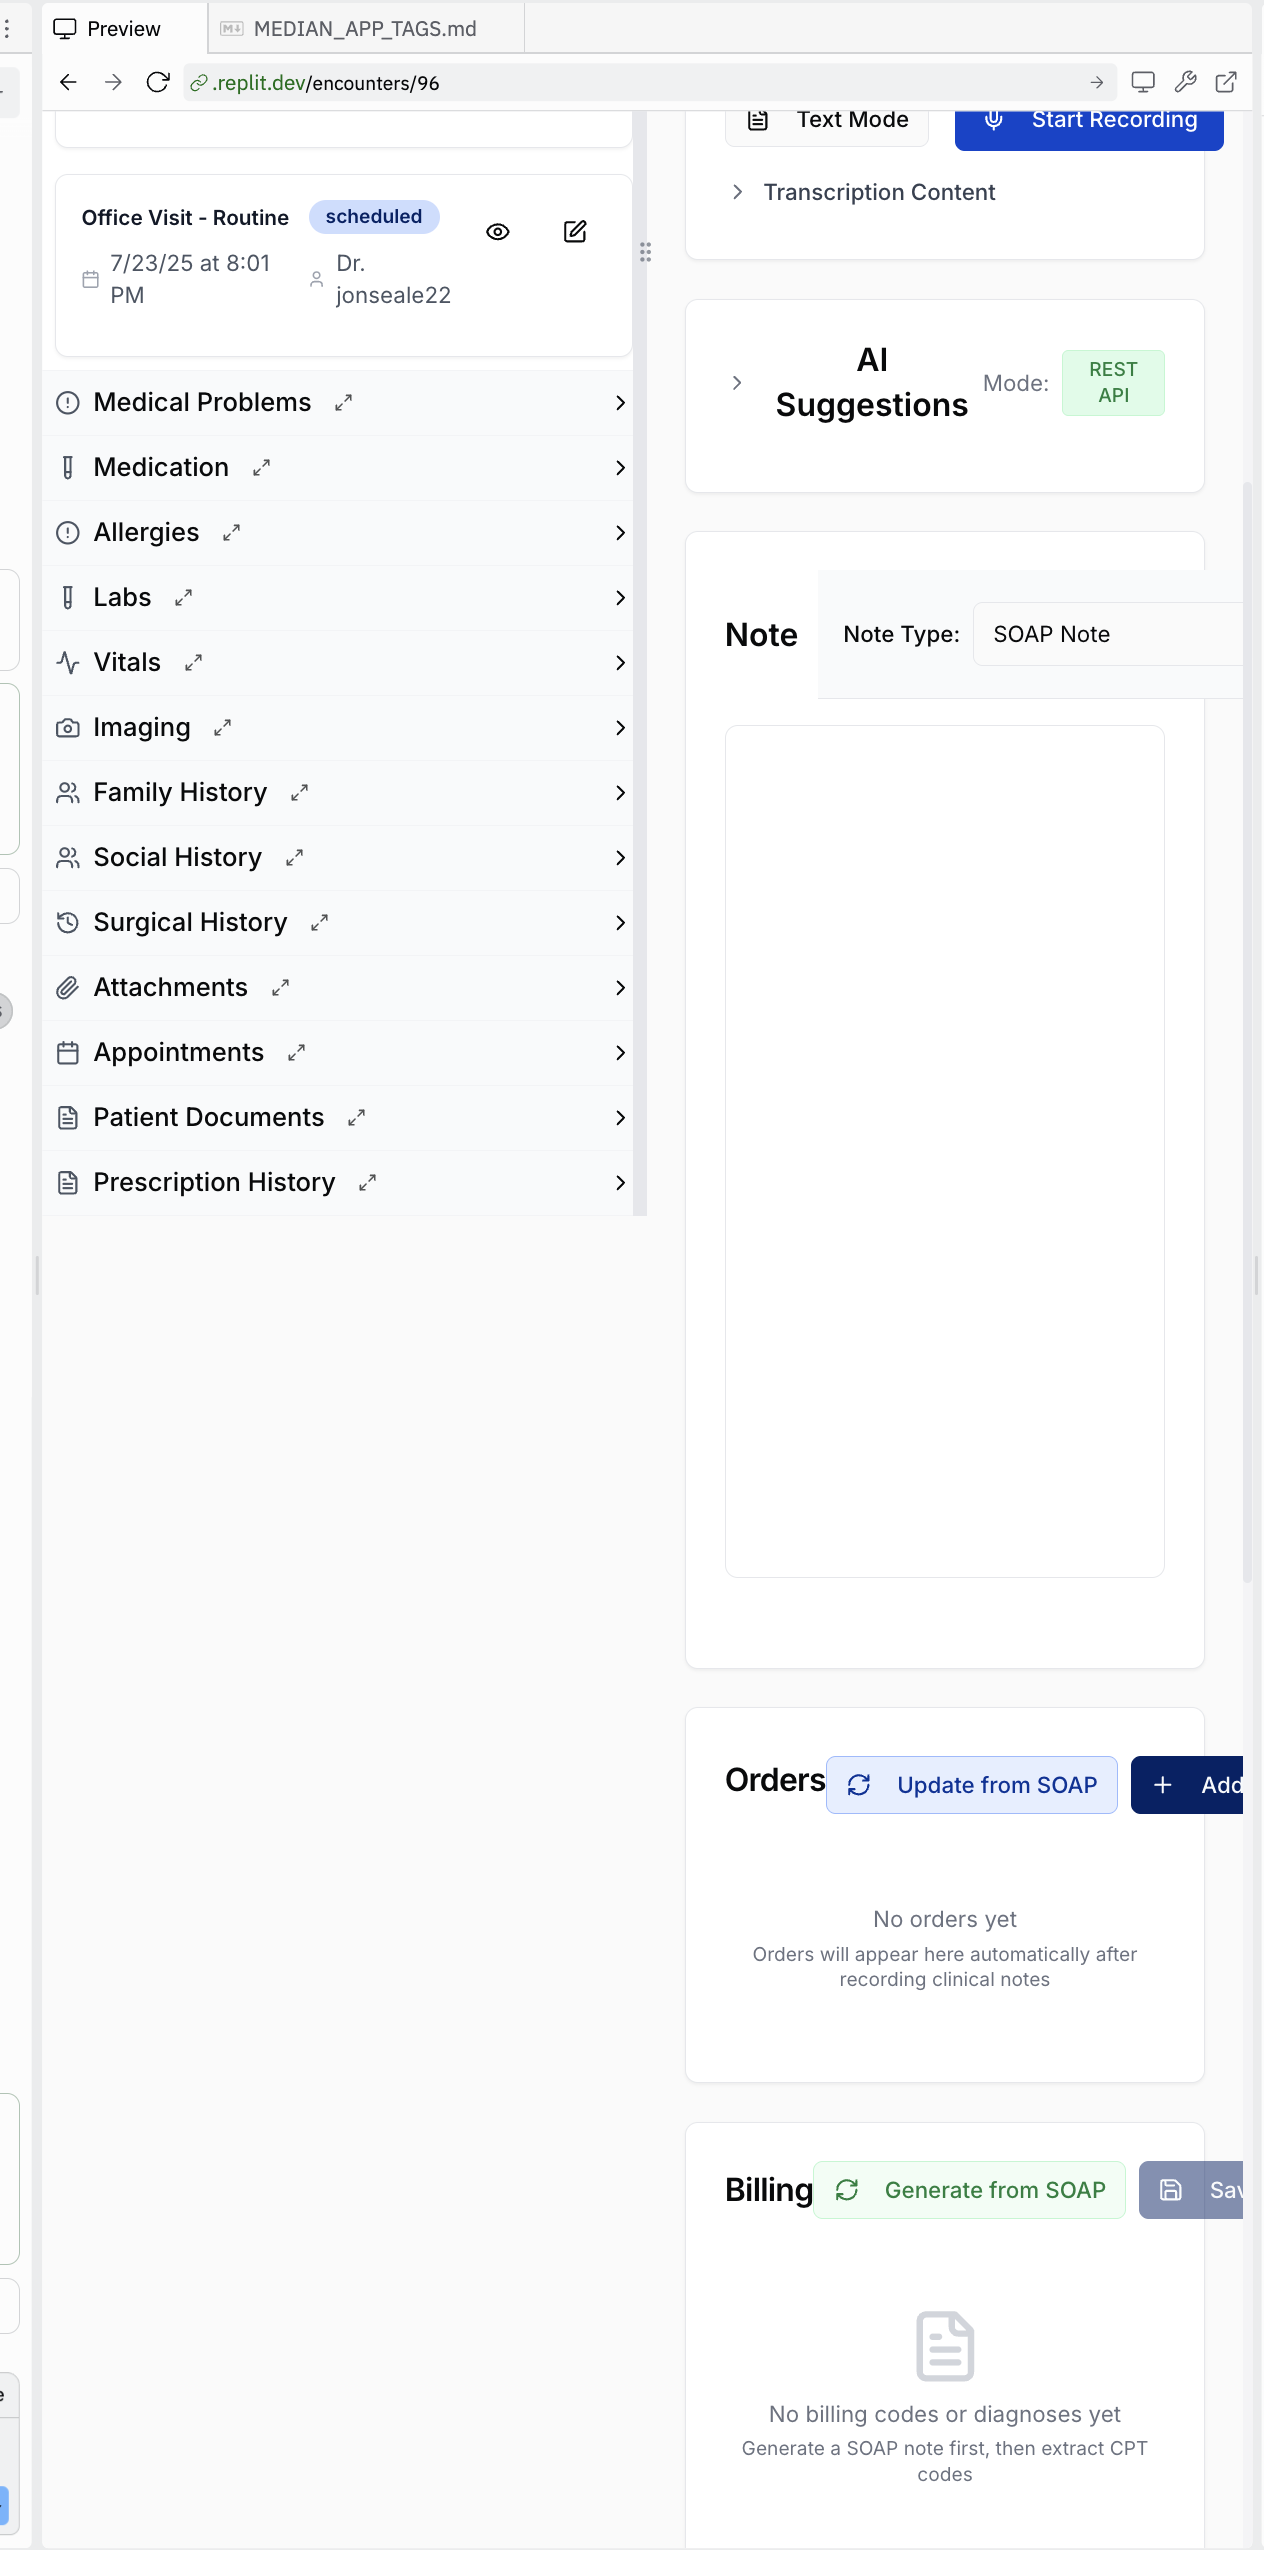 Preview
MEDIAN_APP_TAGS.md
.replit.dev/encounters/96
Office Visit - Routine
scheduled
7/23/25 at 8:01
PM
Dr.
jonseale22
Medical Problems
Medication
Allergies
Labs
Vitals
Imaging
Family History
Social History
Surgical History
Attachments
Appointments
Patient Documents
Prescription History
Text Mode
Start Recording
Transcription Content
AI
Suggestions
Mode:
REST
API
Note
Note Type:
SOAP Note
Orders
Update from SOAP
Add
No orders yet
Orders will appear here automatically after
recording clinical notes
Billing
Generate from SOAP
Sav
No billing codes or diagnoses yet
Generate a SOAP note first, then extract CPT
codes